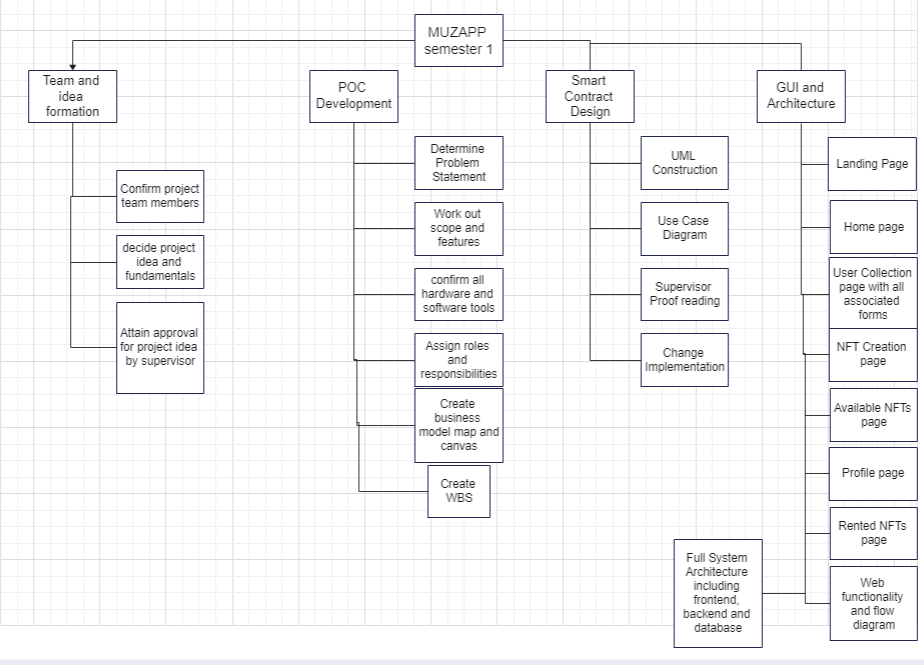 MUZAPP
semester 1
Team and
idea
formation
Confirm project
team members
decide project
idea and
fundamentals
Attain approval
for project idea
by supervisor
POC
Development
Determine
Problem
Statement
Work out
scope and
features
confirm all
hardware and
software tools
Assign roles
and
responsibilities
Create
business
model map and
canvas
Create
WBS
Smart
Contract
Design
UML
Construction
Use Case
Diagram
Supervisor
Proof reading
Change
Implementation
GUI and
Architecture
Landing Page
Home page
User Collection
page with all
associated
forms
NFT Creation
page
Available NFTs
page
Profile page
Rented NFTs
page
Web
functionality
and flow
diagram
Full System
Architecture
including
frontend,
backend and
database